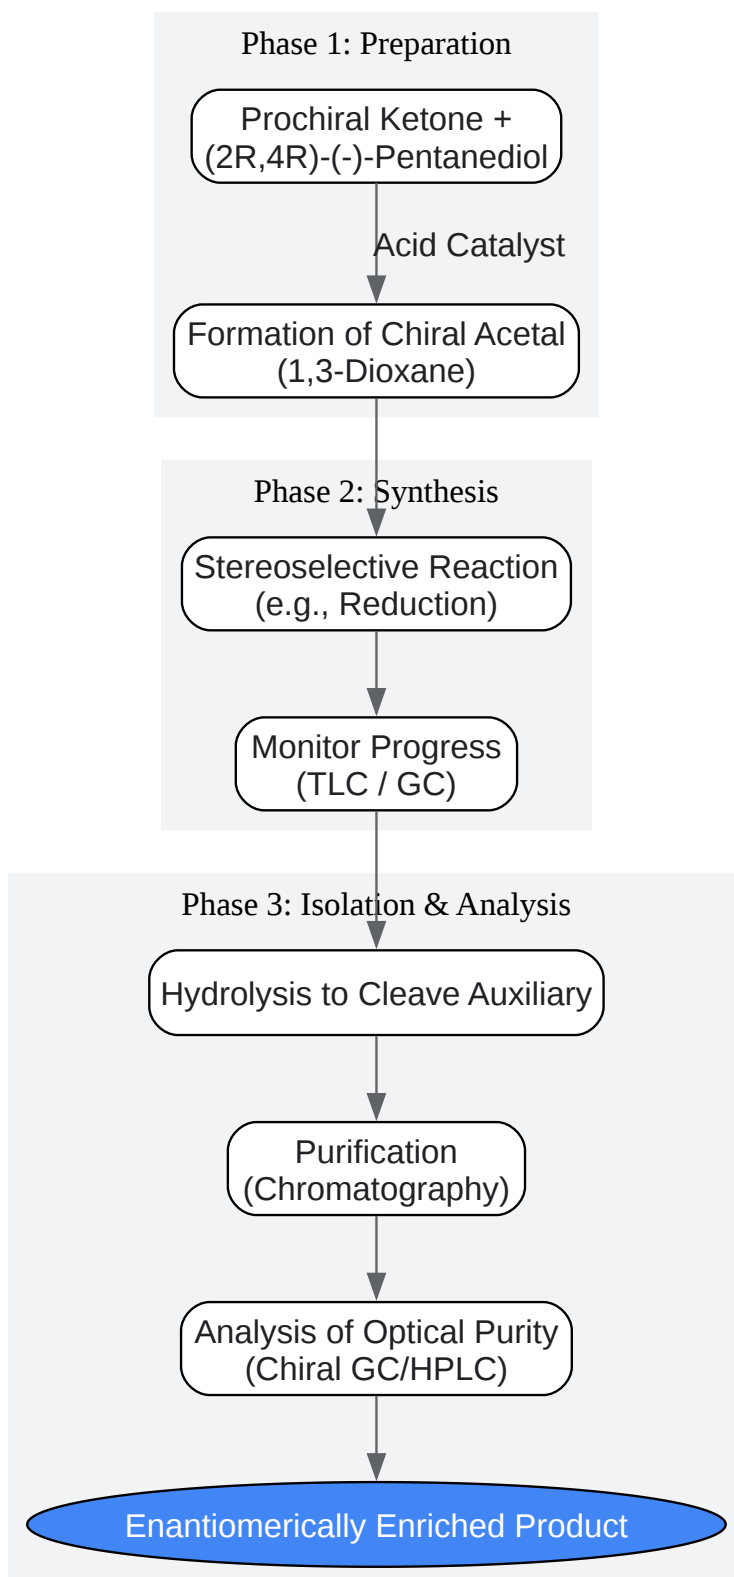 Phase 1: Preparation
Prochiral Ketone +
(2R,4R)-(-)-Pentanediol
Acid Catalyst
Formation of Chiral Acetal
(1,3-Dioxane)
Phase 2: Synthesis
Stereoselective Reaction
(e.g., Reduction)
Monitor Progress
(TLC / GC)
Phase 3: Isolation & Analysis
Hydrolysis to Cleave Auxiliary
Purification
(Chromatography)
Analysis of Optical Purity
(Chiral GC/HPLC)
Enantiomerically Enriched Product